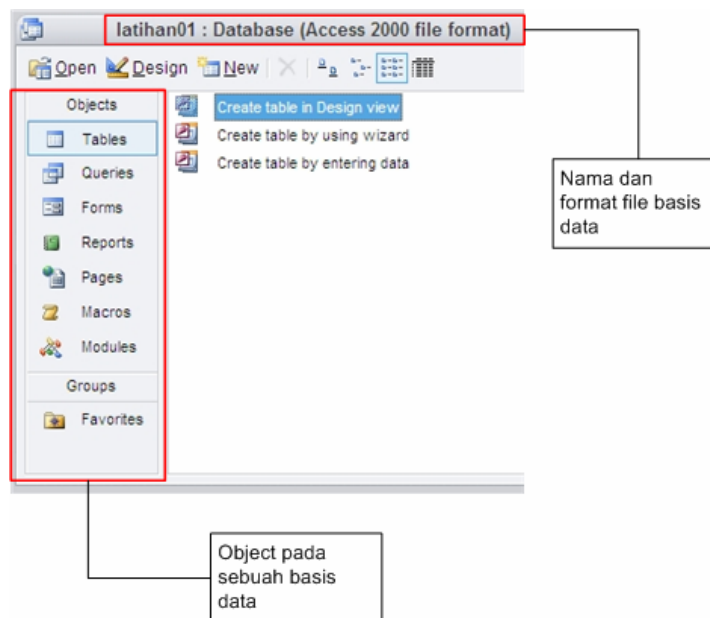 latihan01 : Database (Access 2000 file format)
Open Design New
Objects
Tables
Queries
Forms
Reports
Pages
Macros
Modules
Groups
Favorites
Create table in Design view
Create table by using wizard
Create table by entering data
Nama dan
format file basis
data
Object pada
sebuah basis
data